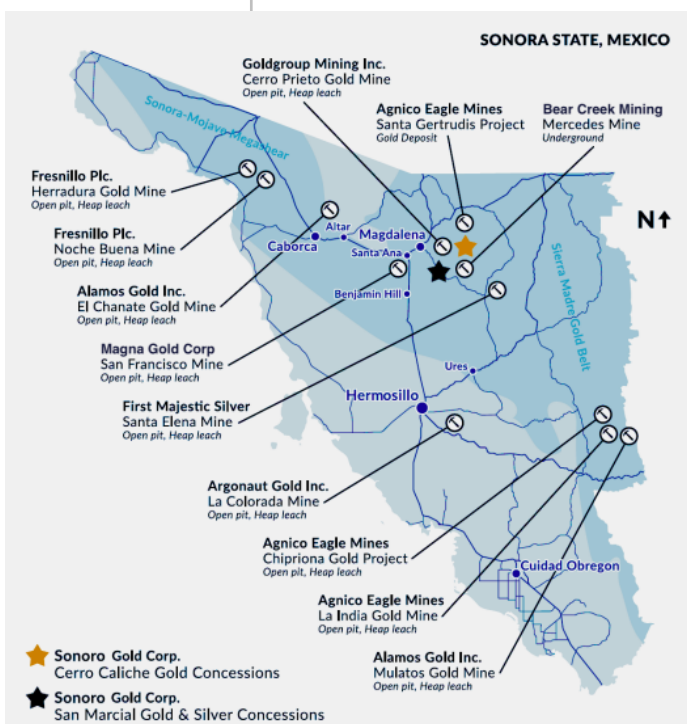 SONORA STATE, MEXICO
Goldgroup Mining Inc.
Cerro Prieto Gold Mine
Open pit, Heap leach
Agnico Eagle Mines
Santa Gertrudis Project
Gold Deposit
Bear Creek Mining
Mercedes Mine
Underground
Sonora-Mojave Megashear
Fresnillo Plc.
Herradura Gold Mine
Open pit, Heap leach
Fresnillo Plc.
Noche Buena Mine
Open pit, Heap leach
N↑
Altar
Magdalena
Caborca
Santa Ana
Sierra Madre Gold Belt
Alamos Gold Inc.
El Chanate Gold Mine
Open pit, Heap leach
Benjamin Hill
Magna Gold Corp
San Francisco Mine
Open pit, Heap leach
Ures
Hermosillo
First Majestic Silver
Santa Elena Mine
Open pit, Heap leach
Argonaut Gold Inc.
La Colorada Mine
Open pit, Heap leach
Agnico Eagle Mines
Chipriona Gold Project
Open pit, Heap leach
Cuidad Obregon
Agnico Eagle Mines
La India Gold Mine
Open pit, Heap leach
Alamos Gold Inc.
Mulatos Gold Mine
Open pit, Heap leach
Sonoro Gold Corp.
Cerro Caliche Gold Concessions
Sonoro Gold Corp.
San Marcial Gold & Silver Concessions